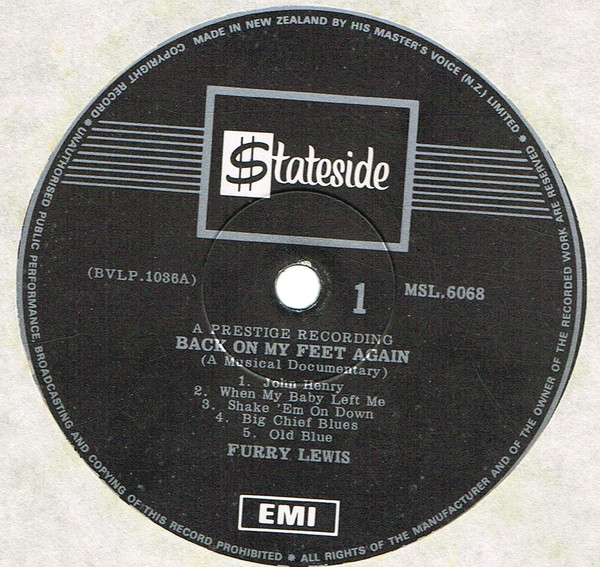 COPYRIGHT RECORD ✱ MADE IN NEW ZEALAND BY HIS MASTER'S VOICE (N.Z.) LIMITED ✱
UNAUTHORISED PUBLIC PERFORMANCE, BROADCASTING AND COPYING OF THIS RECORD PROHIBITED ✱ ALL RIGHTS OF THE MANUFACTURER AND OF THE OWNER OF THE RECORDED WORK ARE RESERVED ✱
$tateside
(BVLP.1036A)
1
MSL.6068
A PRESTIGE RECORDING
BACK ON MY FEET AGAIN
(A Musical Documentary)
1. John Henry
2. When My Baby Left Me
3. Shake 'Em On Down
4. Big Chief Blues
5. Old Blue
FURRY LEWIS
EMI